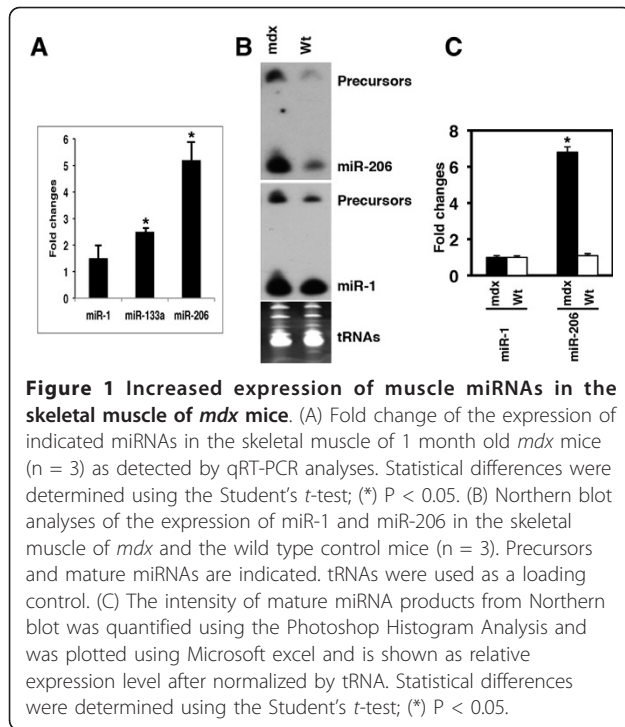 A
B
C
Fold changes
6
5
4
3
2
1
0
*
*
miR-1
miR-133a
miR-206
mdx
Wt
Precursors
miR-206
Precursors
miR-1
tRNAs
Fold changes
8
6
4
2
0
*
mdx
Wt
mdx
Wt
miR-1
miR-206
Figure 1 Increased expression of muscle miRNAs in the
skeletal muscle of mdx mice. (A) Fold change of the expression of
indicated miRNAs in the skeletal muscle of 1 month old mdx mice
(n = 3) as detected by qRT-PCR analyses. Statistical differences were
determined using the Student's t-test; (*) P < 0.05. (B) Northern blot
analyses of the expression of miR-1 and miR-206 in the skeletal
muscle of mdx and the wild type control mice (n = 3). Precursors
and mature miRNAs are indicated. tRNAs were used as a loading
control. (C) The intensity of mature miRNA products from Northern
blot was quantified using the Photoshop Histogram Analysis and
was plotted using Microsoft excel and is shown as relative
expression level after normalized by tRNA. Statistical differences
were determined using the Student's t-test; (*) P < 0.05.